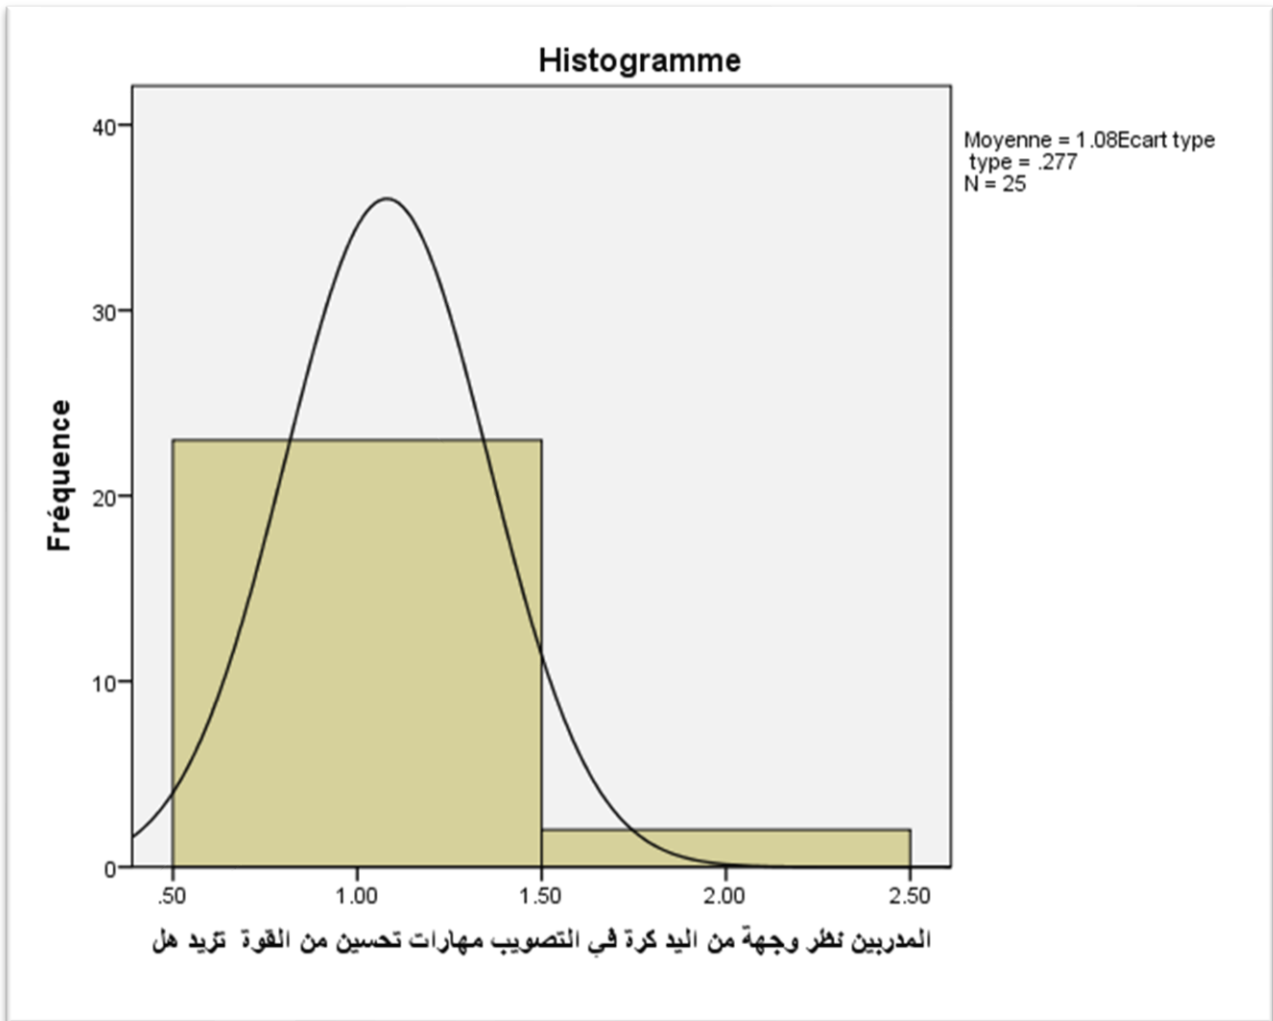 Histogramme
Moyenne = 1.08Ecart type
type = .277
N = 25
Fréquence
40
30
20
10
0
.50 1.00 1.50 2.00 2.50
المدربين نظر وجهة من اليد كرة في التصويب مهارات تحسين من القوة تزيد هل